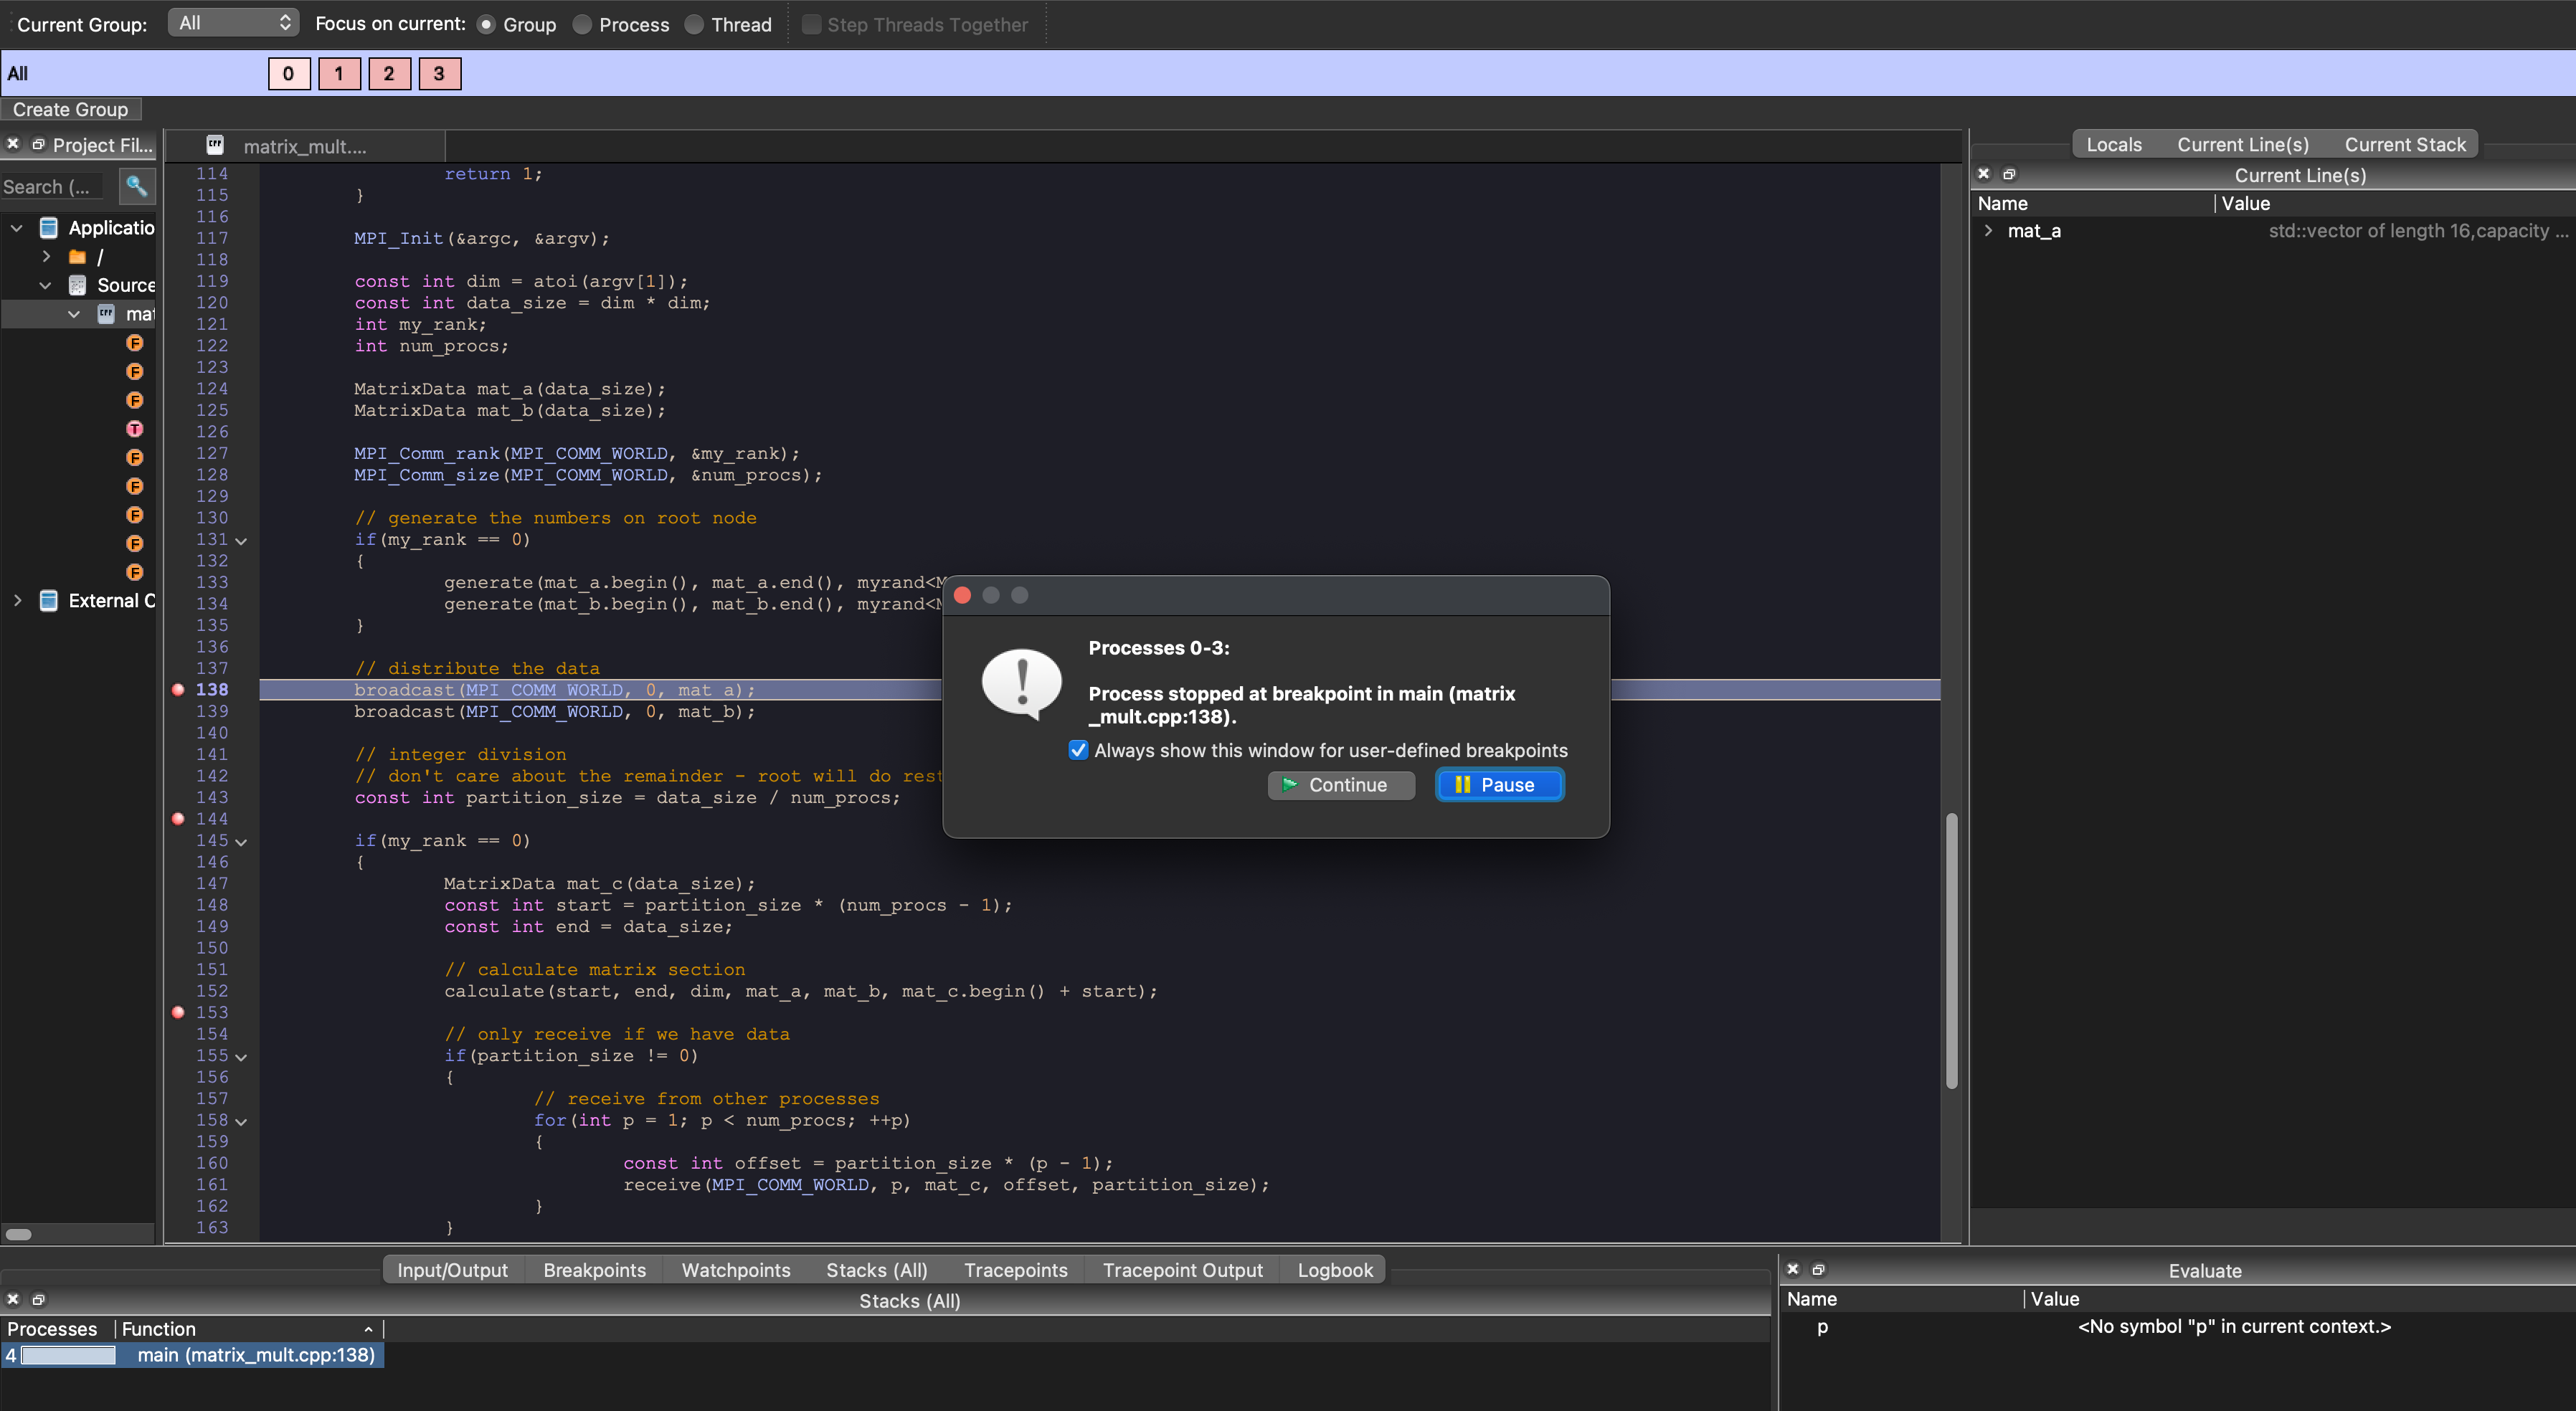 Current Group: All Focus on current: Group Process Thread Step Threads Together
All 0 1 2 3
Create Group
Project Fil...
Search (...
Applicatio
/
Source
mat
F
F
F
T
F
F
F
F
F
External C
matrix_mult....
114 return 1;
115 }
116
117 MPI_Init(&argc, &argv);
118
119 const int dim = atoi(argv[1]);
120 const int data_size = dim * dim;
121 int my_rank;
122 int num_procs;
123
124 MatrixData mat_a(data_size);
125 MatrixData mat_b(data_size);
126
127 MPI_Comm_rank(MPI_COMM_WORLD, &my_rank);
128 MPI_Comm_size(MPI_COMM_WORLD, &num_procs);
129
130 // generate the numbers on root node
131 if(my_rank == 0)
132 {
133 generate(mat_a.begin(), mat_a.end(), myrand<M
134 generate(mat_b.begin(), mat_b.end(), myrand<M
135 }
136
137 // distribute the data
138 broadcast(MPI_COMM_WORLD, 0, mat_a);
139 broadcast(MPI_COMM_WORLD, 0, mat_b);
140
141 // integer division
142 // don't care about the remainder - root will do rest
143 const int partition_size = data_size / num_procs;
144
145 if(my_rank == 0)
146 {
147 MatrixData mat_c(data_size);
148 const int start = partition_size * (num_procs - 1);
149 const int end = data_size;
150
151 // calculate matrix section
152 calculate(start, end, dim, mat_a, mat_b, mat_c.begin() + start);
153
154 // only receive if we have data
155 if(partition_size != 0)
156 {
157 // receive from other processes
158 for(int p = 1; p < num_procs; ++p)
159 {
160 const int offset = partition_size * (p - 1);
161 receive(MPI_COMM_WORLD, p, mat_c, offset, partition_size);
162 }
163 }
Processes 0-3:
Process stopped at breakpoint in main (matrix
_mult.cpp:138).
Always show this window for user-defined breakpoints
Continue Pause
Locals Current Line(s) Current Stack
Current Line(s)
Name Value
mat_a std::vector of length 16,capacity ...
Input/Output Breakpoints Watchpoints Stacks (All) Tracepoints Tracepoint Output Logbook
Stacks (All)
Processes Function
4 main (matrix_mult.cpp:138)
Evaluate
Name Value
p <No symbol "p" in current context.>